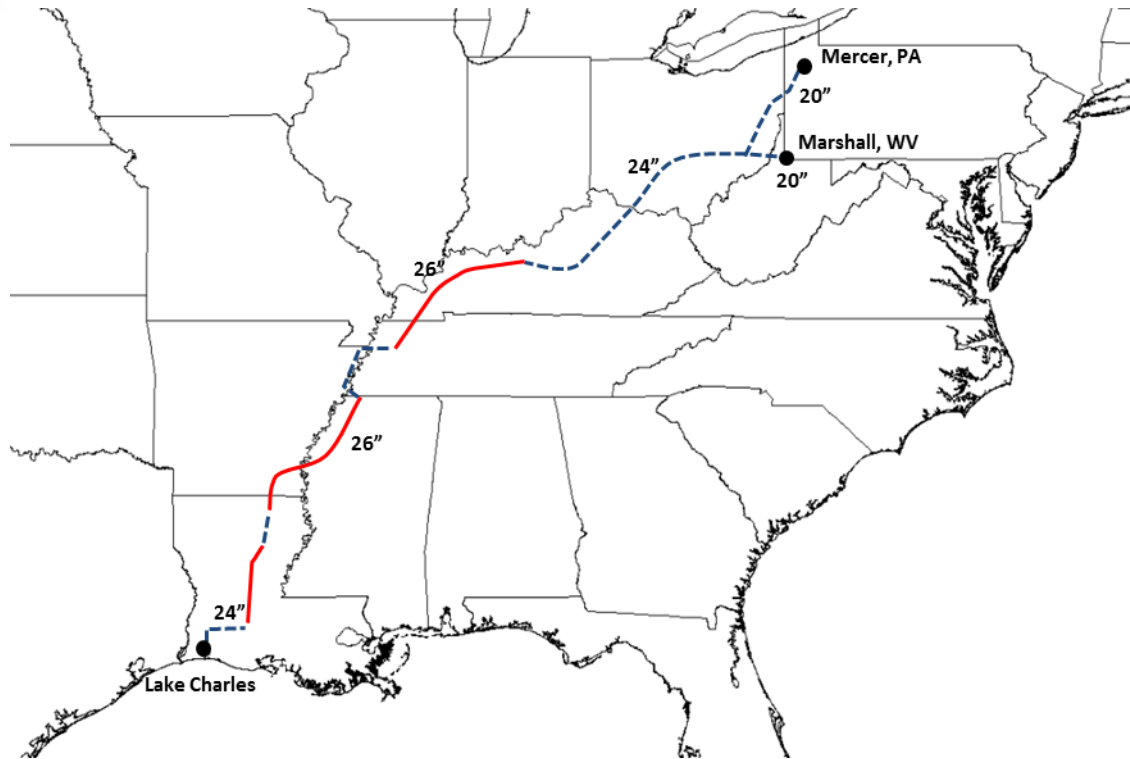 Mercer, PA
20”
Marshall, WV
24”
20”
26”
26”
24”
Lake Charles